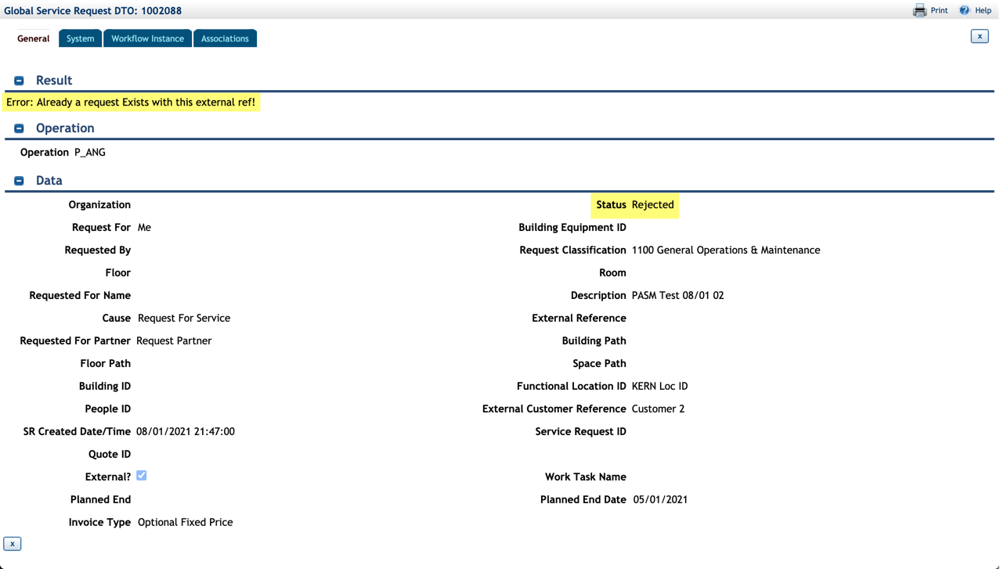 Global Service Request DTO: 1002088
Print Help
General System Workflow Instance Associations
x
Result
Error: Already a request Exists with this external ref!
Operation
Operation P_ANG
Data
Organization Status Rejected
Request For Me Building Equipment ID
Requested By Request Classification 1100 General Operations & Maintenance
Floor Room
Requested For Name Description PASM Test 08/01 02
Cause Request For Service External Reference
Requested For Partner Request Partner Building Path
Floor Path Space Path
Building ID Functional Location ID KERN Loc ID
People ID External Customer Reference Customer 2
SR Created Date/Time 08/01/2021 21:47:00 Service Request ID
Quote ID
External? Work Task Name
Planned End Planned End Date 05/01/2021
Invoice Type Optional Fixed Price
x